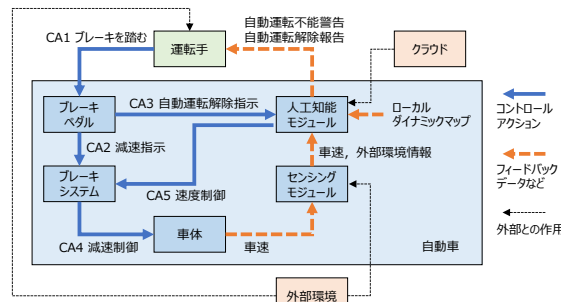 自動運転不能警告
自動運転解除報告
CA1 ブレーキを踏む
運転手
クラウド
ブレーキ
ペダル
CA3 自動運転解除指示
人工知能
モジュール
ローカル
ダイナミックマップ
コントロール
アクション
CA2 減速指示
車速，外部環境情報
ブレーキ
システム
CA5 速度制御
センシング
モジュール
フィードバック
データなど
外部との作用
CA4 減速制御
車体
車速
自動車
外部環境